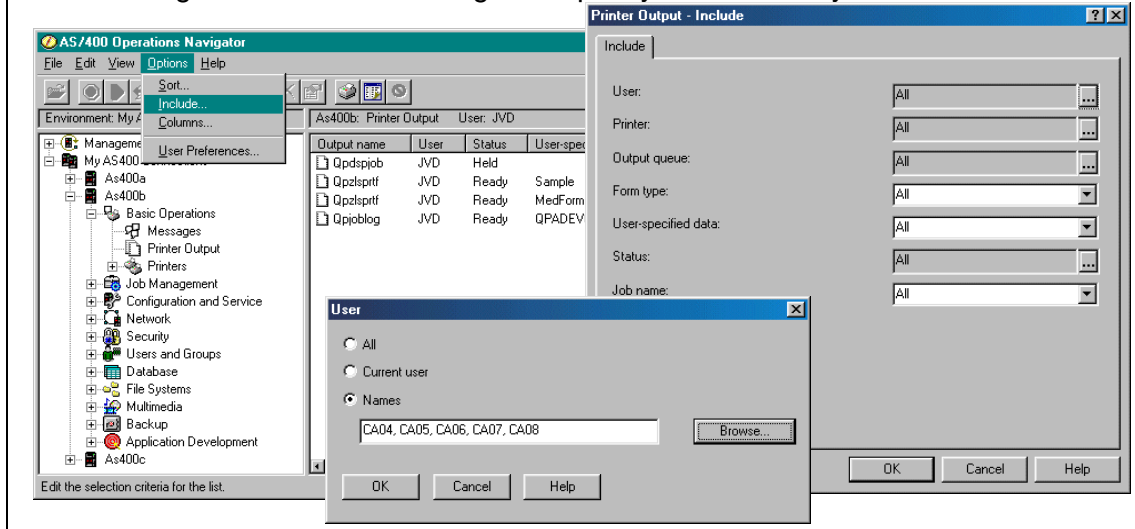 Printer Output - Include
Include
User: All ...
Printer: All ...
Output queue: All ...
Form type: All
User-specified data: All
Status: All ...
Job name: All
OK Cancel Help
AS/400 Operations Navigator
File Edit View Options Help
Sort...
Include...
Columns...
User Preferences...
Environment: My
As400b: Printer Output User: JVD
Manageme
My AS400
As400a
As400b
Basic Operations
Messages
Printer Output
Printers
Job Management
Configuration and Service
Network
Security
Users and Groups
Database
File Systems
Multimedia
Backup
Application Development
As400c
Output name User Status User-spec
Qpdspjob JVD Held
Qpzlsprtf JVD Ready Sample
Qpzlsprtf JVD Ready MedForm
Qpjoblog JVD Ready QPADEV
Edit the selection criteria for the list.
User
All
Current user
Names
CA04, CA05, CA06, CA07, CA08
Browse...
OK Cancel Help